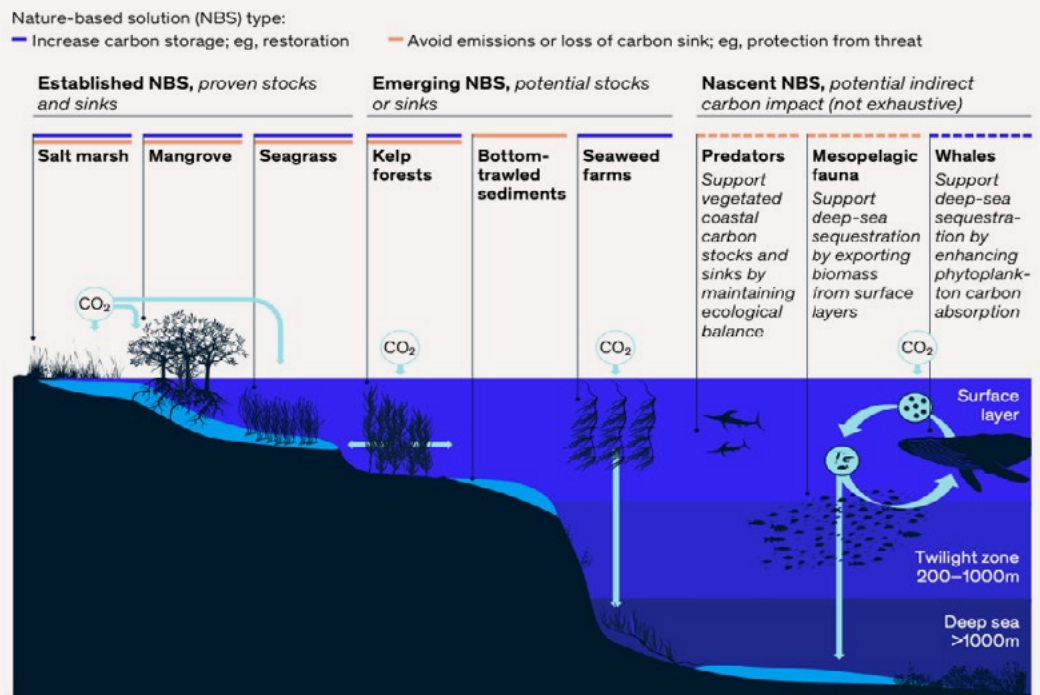 Nature-based solution (NBS) type:
Increase carbon storage; eg, restoration
Avoid emissions or loss of carbon sink; eg, protection from threat
Established NBS, proven stocks
and sinks
Emerging NBS, potential stocks
or sinks
Nascent NBS, potential indirect
carbon impact (not exhaustive)
Salt marsh
Mangrove
Seagrass
Kelp
forests
Bottom-
trawled
sediments
Seaweed
farms
Predators
Support
vegetated
coastal
carbon
stocks and
sinks by
maintaining
ecological
balance
Mesopelagic
fauna
Support
deep-sea
sequestration
by exporting
biomass
from surface
layers
Whales
Support
deep-sea
sequestra-
tion by
enhancing
phytoplank-
ton carbon
absorption
CO₂
CO₂
CO₂
CO₂
Surface
layer
Twilight zone
200–1000m
Deep sea
>1000m